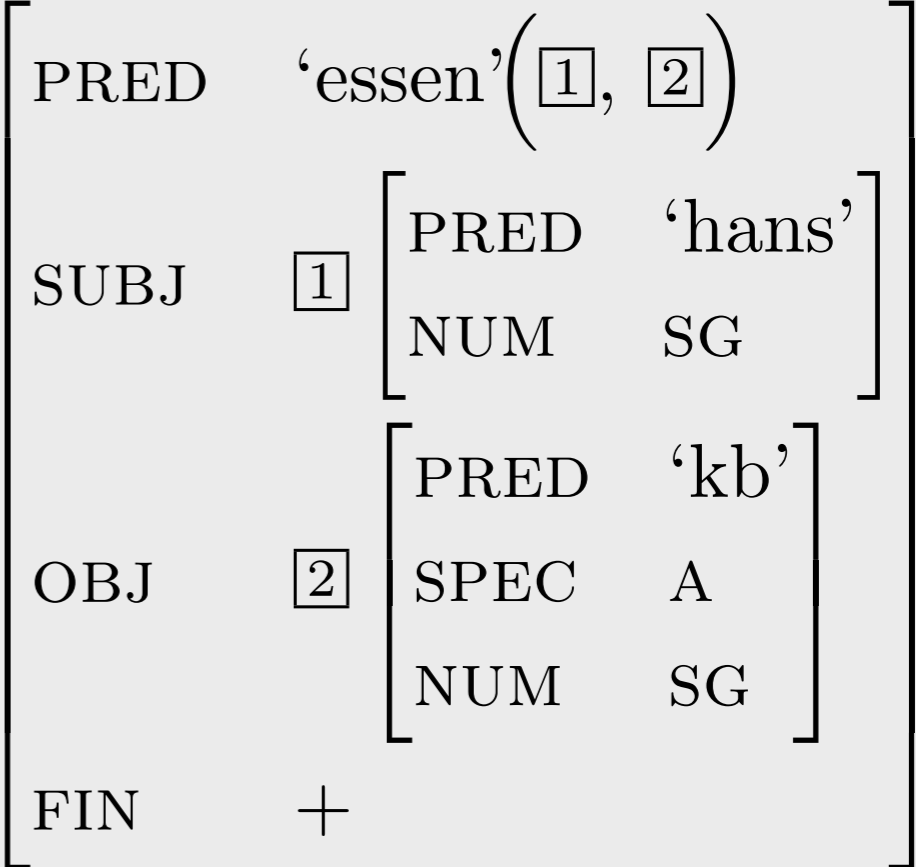 PRED ‘essen’(1, 2)
PRED ‘hans’
SUBJ 1
NUM SG
PRED ‘kb’
OBJ 2 SPEC A
NUM SG
FIN +